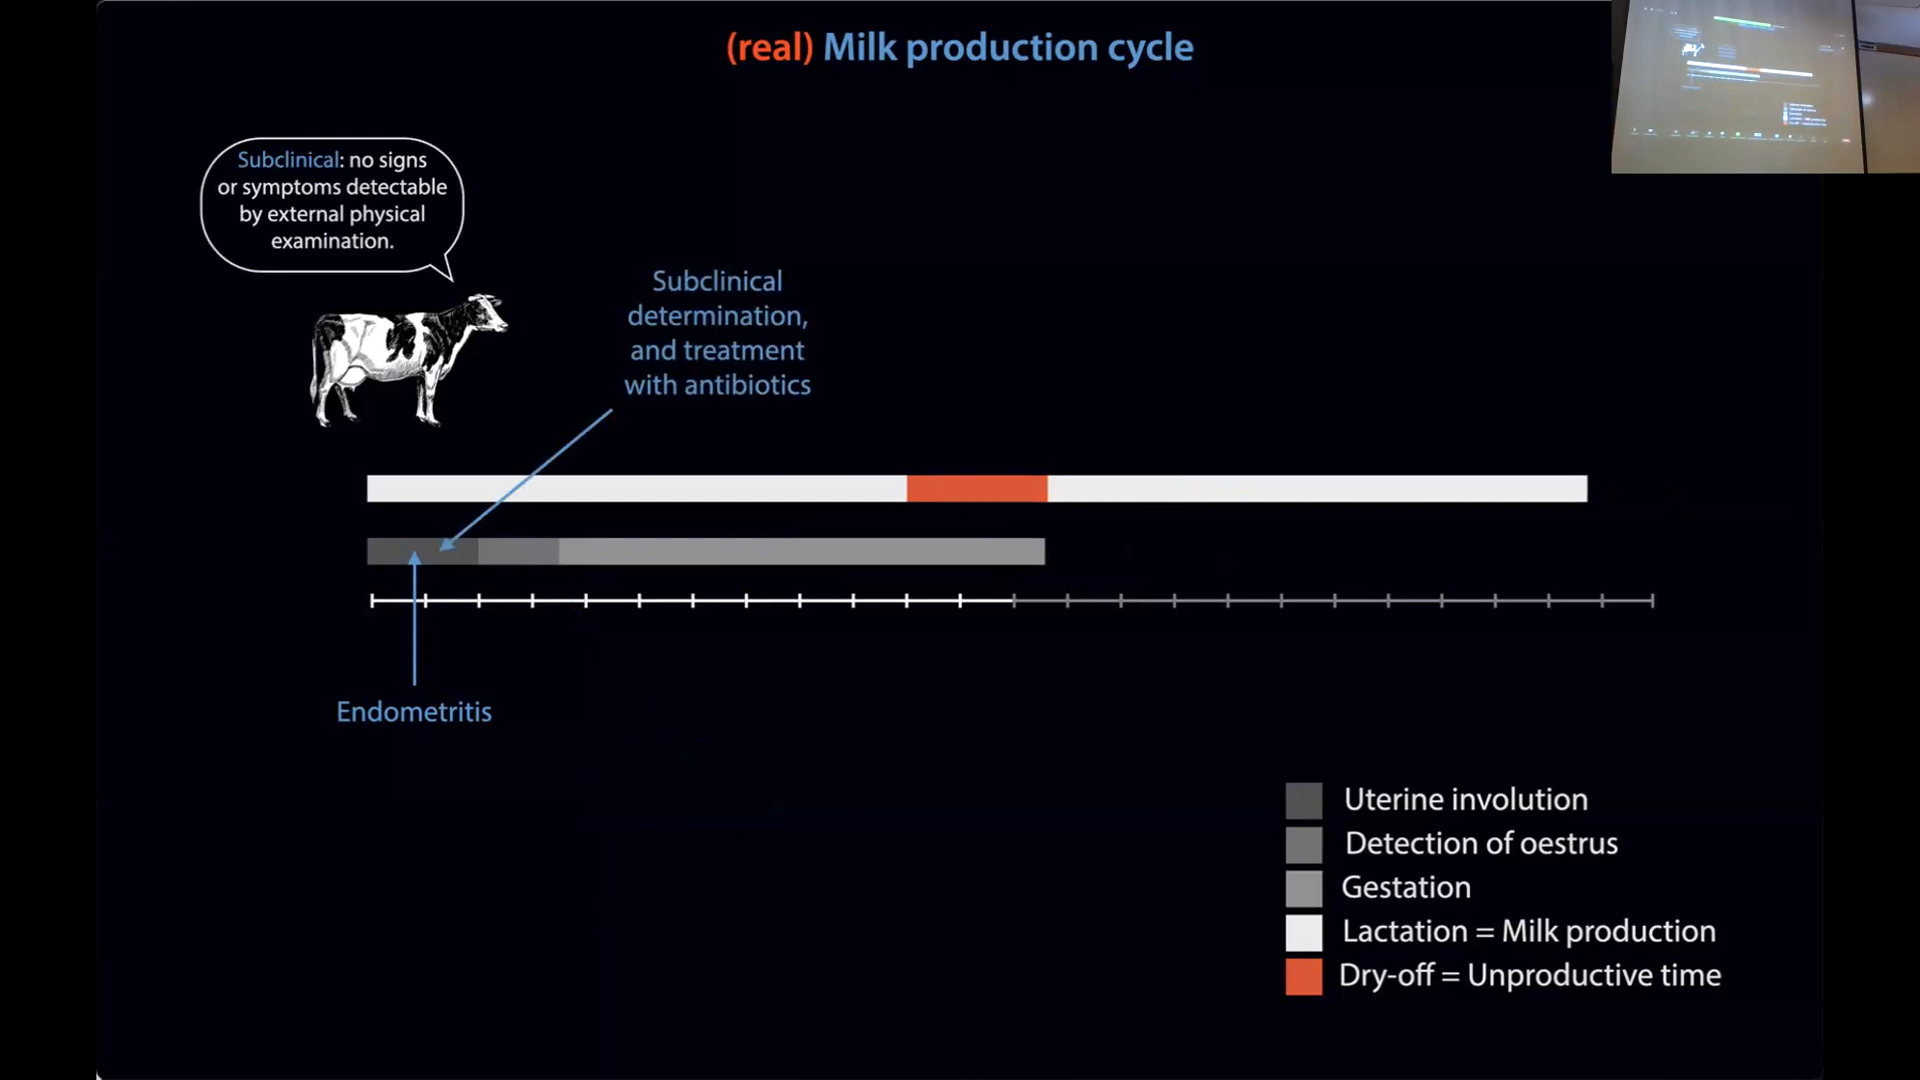 (real) Milk production cycle
Subclinical: no signs
or symptoms detectable
by external physical
examination.
Subclinical
determination,
and treatment
with antibiotics
Endometritis
Uterine involution
Detection of oestrus
Gestation
Lactation = Milk production
Dry-off = Unproductive time